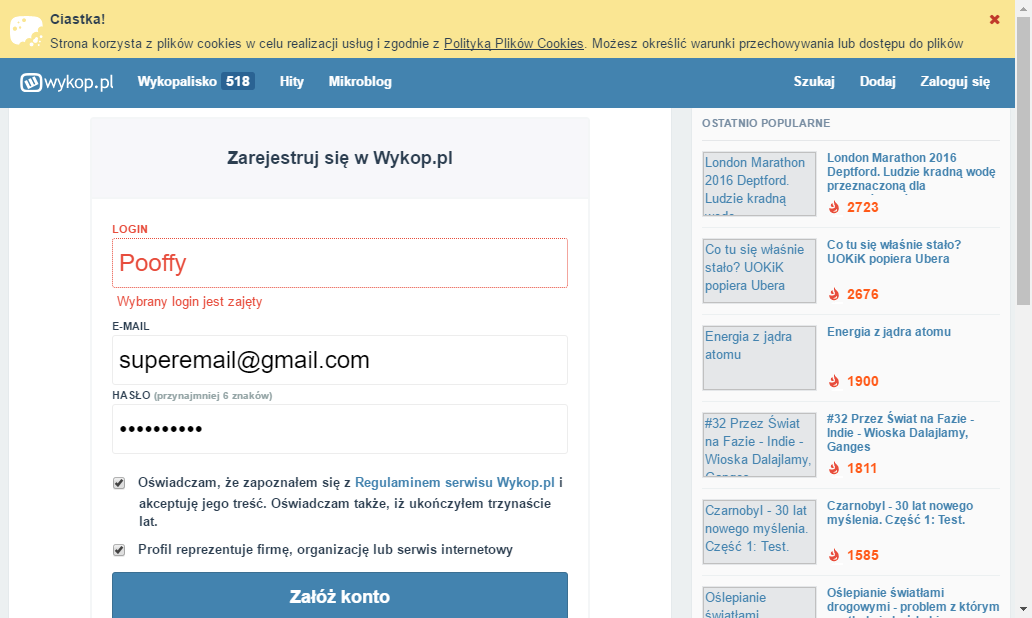 Ciastka!
Strona korzysta z plików cookies w celu realizacji usług i zgodnie z Polityką Plików Cookies. Możesz określić warunki przechowywania lub dostępu do plików
wykop.pl Wykopalisko 518 Hity Mikroblog Szukaj Dodaj Zaloguj się
Zarejestruj się w Wykop.pl
LOGIN
Pooffy
Wybrany login jest zajęty
E-MAIL
superemail@gmail.com
HASŁO (przynajmniej 6 znaków)
••••••••••
Oświadczam, że zapoznałem się z Regulaminem serwisu Wykop.pl i
akceptuję jego treść. Oświadczam także, iż ukończyłem trzynaście
lat.
Profil reprezentuje firmę, organizację lub serwis internetowy
Załóż konto
OSTATNIO POPULARNE
London Marathon
2016 Deptford.
Ludzie kradną
London Marathon 2016
Deptford. Ludzie kradną wodę
przeznaczoną dla
2723
Co tu się właśnie
stało? UOKiK
popiera Ubera
Co tu się właśnie stało?
UOKiK popiera Ubera
2676
Energia z jądra
atomu
Energia z jądra atomu
1900
#32 Przez Świat
na Fazie - Indie -
Wioska Dalajlamy,
Ganges
#32 Przez Świat na Fazie -
Indie - Wioska Dalajlamy,
Ganges
1811
Czarnobyl - 30 lat
nowego myślenia.
Część 1: Test.
Czarnobyl - 30 lat nowego
myślenia. Część 1: Test.
1585
Oślepianie
światłami
Oślepianie światłami
drogowymi - problem z którym